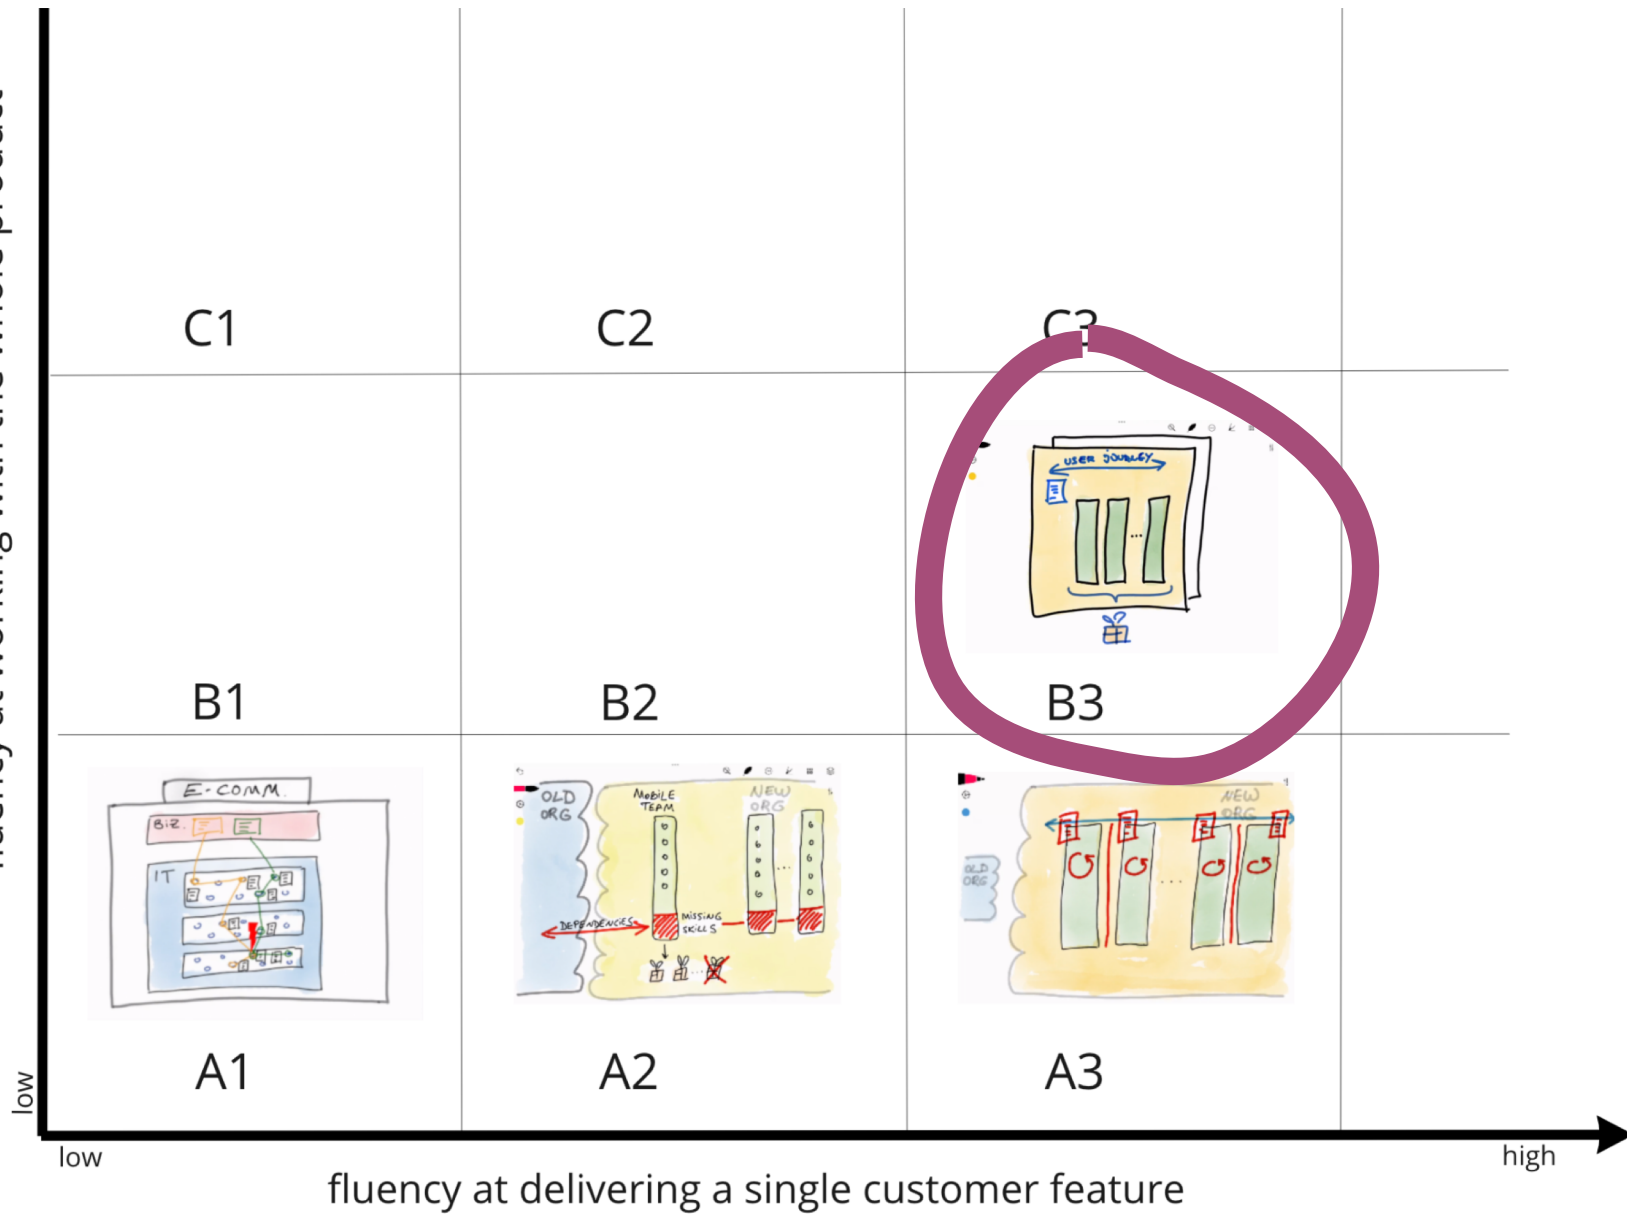 fluency at working with the whole product
C1
C2
C3
USER JOURNEY
B1
B2
B3
E-COMM.
BIZ.
IT
OLD
ORG
MOBILE
TEAM
NEW
ORG
DEPENDENCIES
MISSING
SKILLS
NEW
ORG
OLD
ORG
A1
A2
A3
low
low
high
fluency at delivering a single customer feature